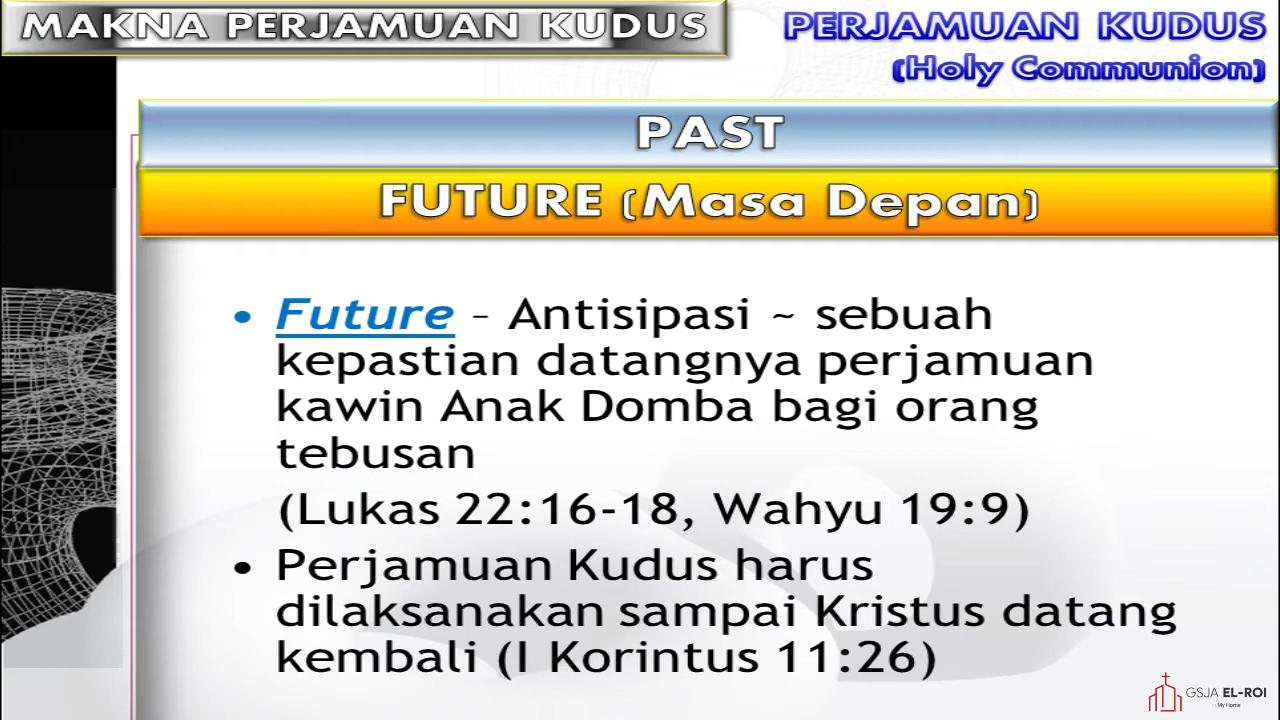 MAKNA PERJAMUAN KUDUS
PERJAMUAN KUDUS
(Holy Communion)
PAST
FUTURE (Masa Depan)
• Future – Antisipasi ~ sebuah
kepastian datangnya perjamuan
kawin Anak Domba bagi orang
tebusan
(Lukas 22:16-18, Wahyu 19:9)
• Perjamuan Kudus harus
dilaksanakan sampai Kristus datang
kembali (I Korintus 11:26)
GSJA EL-ROI
My Home